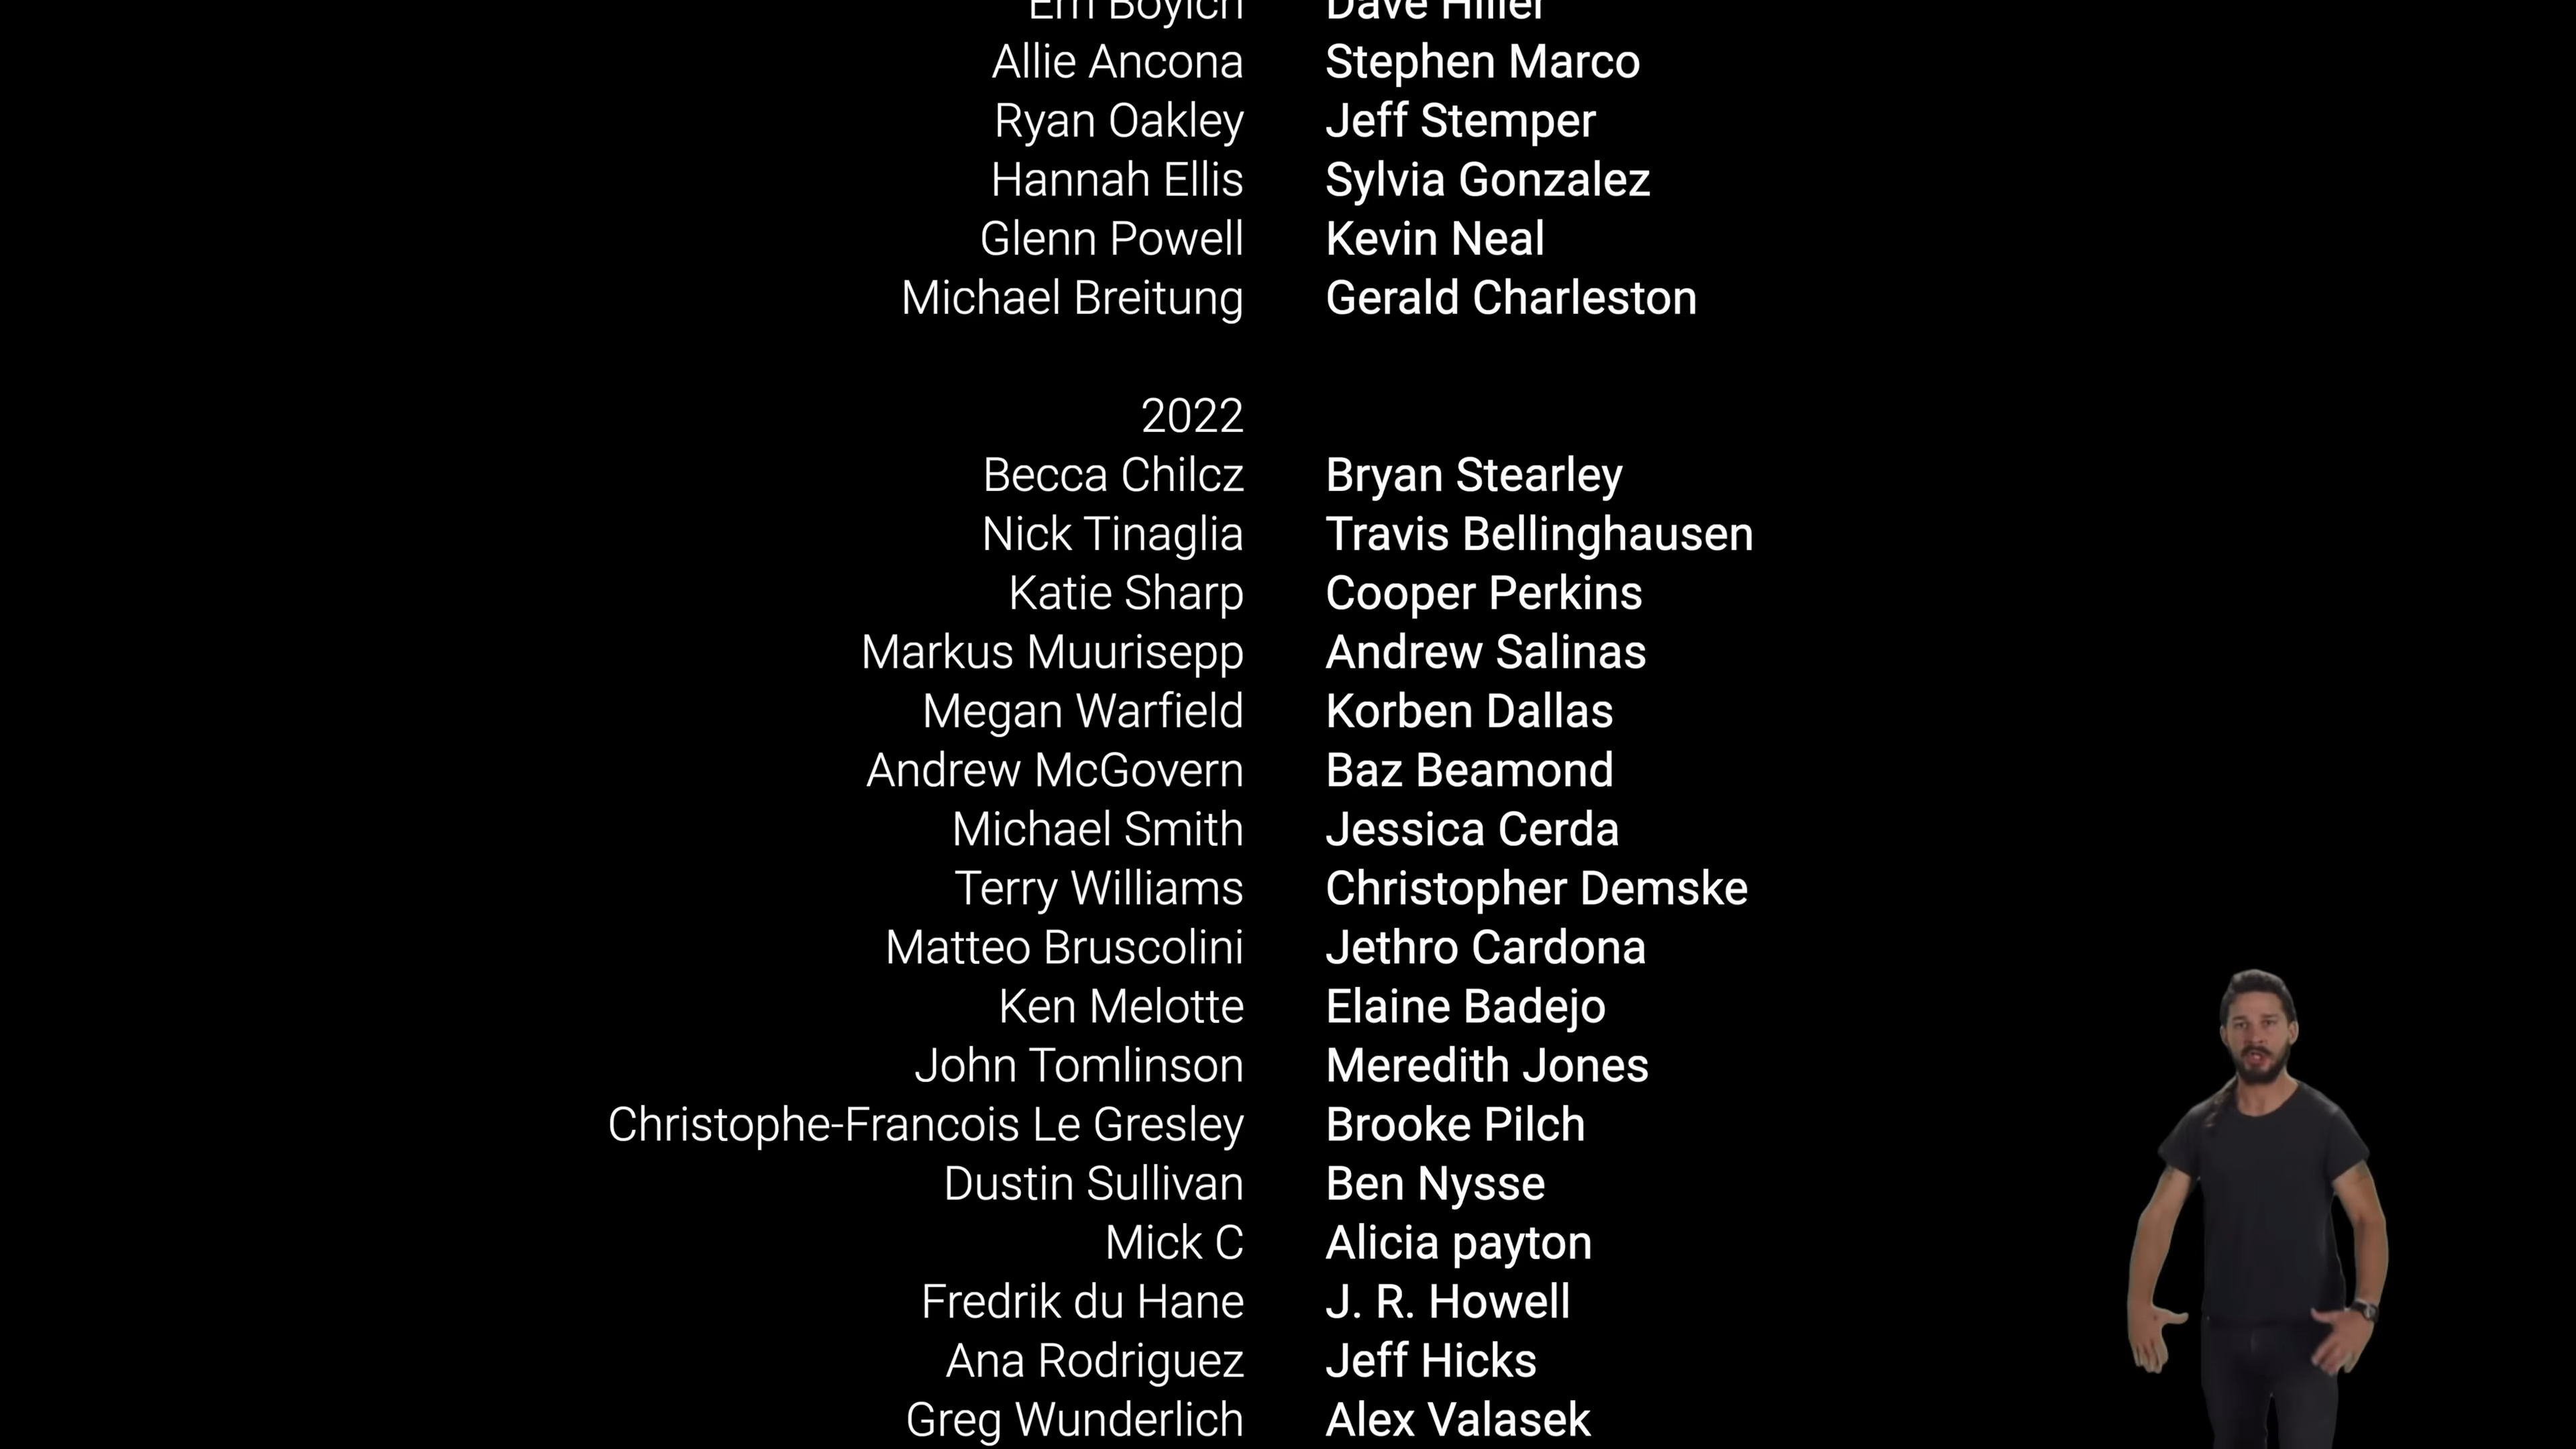 Allie Ancona Stephen Marco
Ryan Oakley Jeff Stemper
Hannah Ellis Sylvia Gonzalez
Glenn Powell Kevin Neal
Michael Breitung Gerald Charleston
2022
Becca Chilcz Bryan Stearley
Nick Tinaglia Travis Bellinghausen
Katie Sharp Cooper Perkins
Markus Muurisepp Andrew Salinas
Megan Warfield Korben Dallas
Andrew McGovern Baz Beamond
Michael Smith Jessica Cerda
Terry Williams Christopher Demske
Matteo Bruscolini Jethro Cardona
Ken Melotte Elaine Badejo
John Tomlinson Meredith Jones
Christophe-Francois Le Gresley Brooke Pilch
Dustin Sullivan Ben Nysse
Mick C Alicia payton
Fredrik du Hane J. R. Howell
Ana Rodriguez Jeff Hicks
Greg Wunderlich Alex Valasek